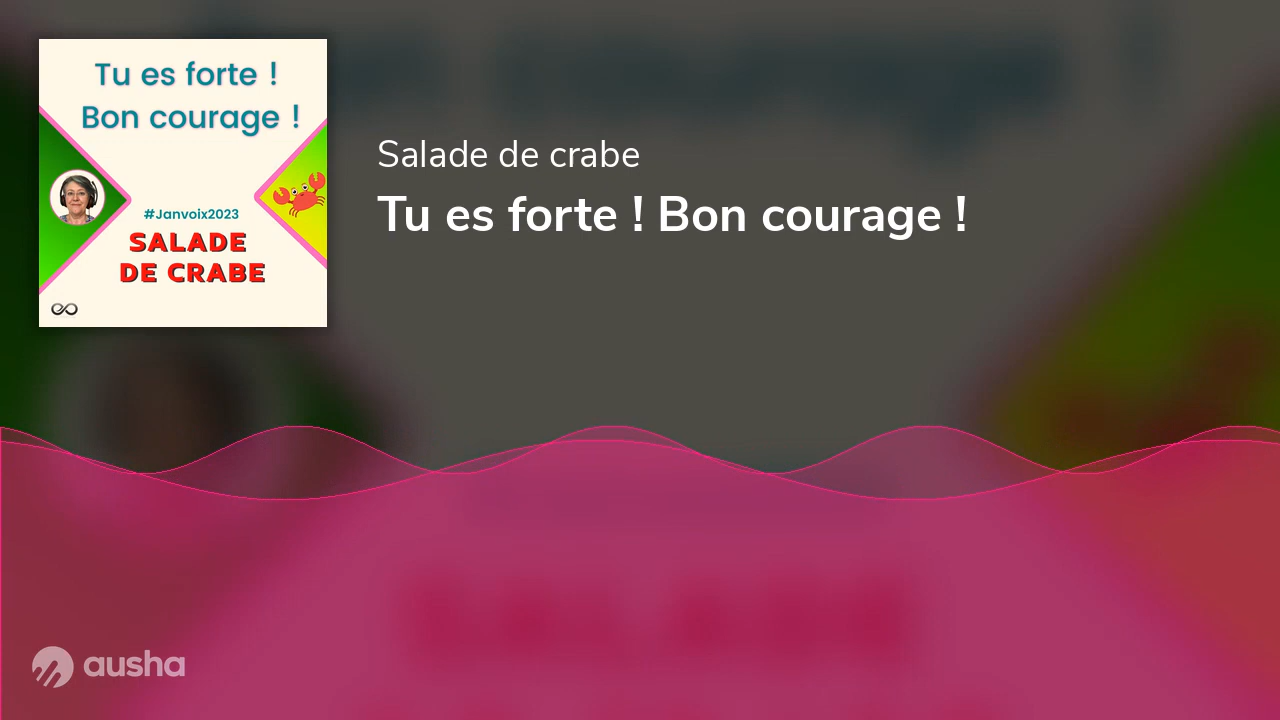 Tu es forte !
Bon courage !
#Janvoix2023
SALADE
DE CRABE
Salade de crabe
Tu es forte ! Bon courage !
ausha